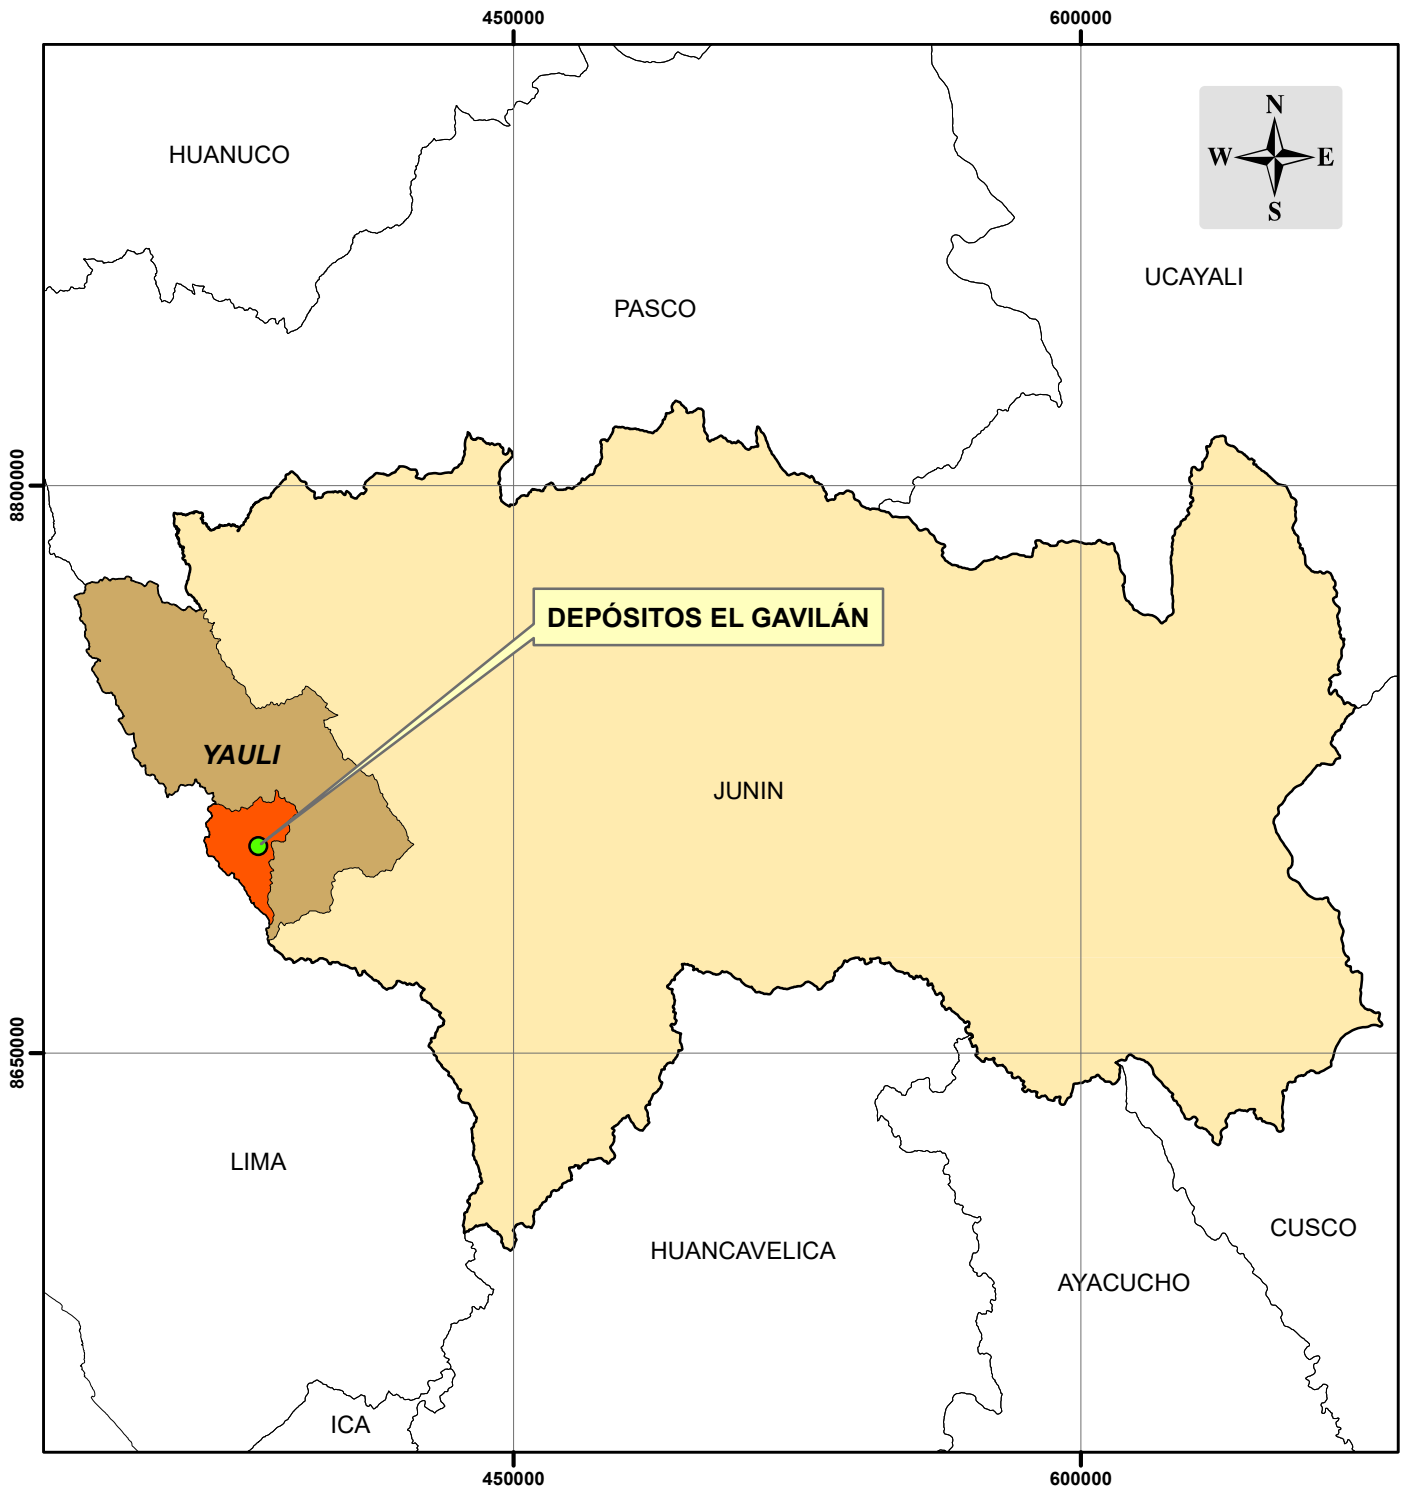 450000 600000
N
W E
S
HUANUCO
UCAYALI
PASCO
8800000
DEPÓSITOS EL GAVILÁN
YAULI
JUNIN
8650000
LIMA
CUSCO
HUANCAVELICA
AYACUCHO
ICA
450000 600000